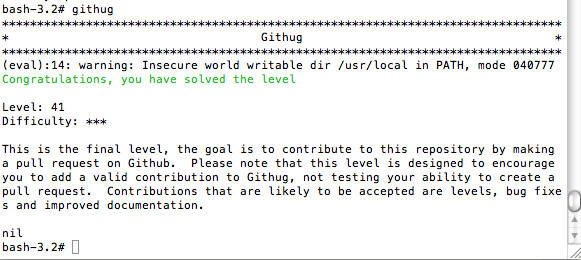 bash-3.2# githug
********************************************************************************
*                                    Githug                                    *
********************************************************************************
(eval):14: warning: Insecure world writable dir /usr/local in PATH, mode 040777
Congratulations, you have solved the level
Level: 41
Difficulty: ***
This is the final level, the goal is to contribute to this repository by making
a pull request on Github.  Please note that this level is designed to encourage
you to add a valid contribution to Githug, not testing your ability to create a
pull request.  Contributions that are likely to be accepted are levels, bug fixe
s and improved documentation.
nil
bash-3.2#